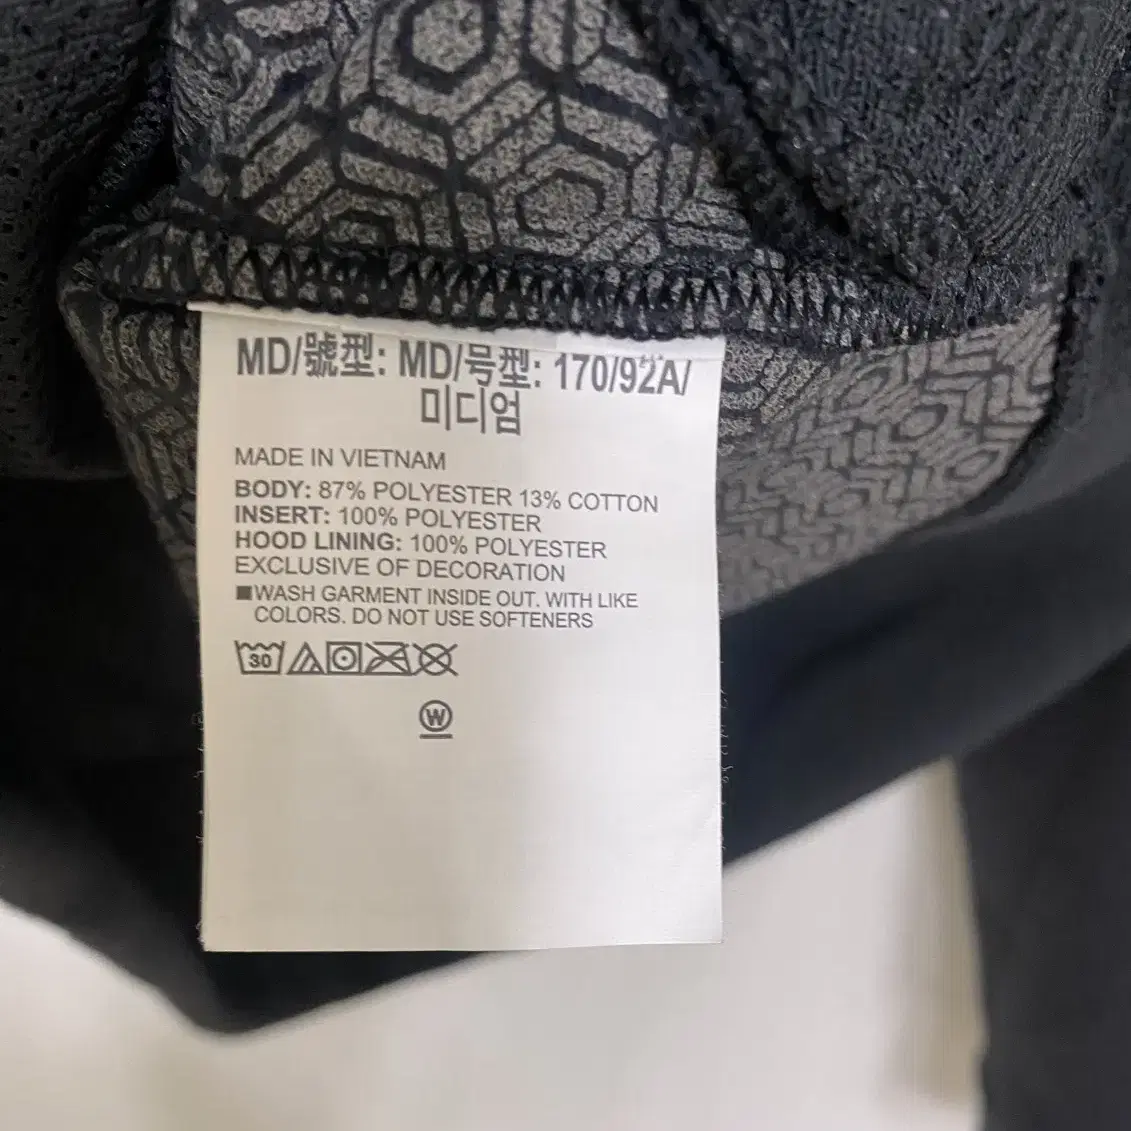 MD/號型: MD/号型: 170/92A/
미디엄
MADE IN VIETNAM
BODY: 87% POLYESTER 13% COTTON
INSERT: 100% POLYESTER
HOOD LINING: 100% POLYESTER
EXCLUSIVE OF DECORATION
■WASH GARMENT INSIDE OUT. WITH LIKE
COLORS. DO NOT USE SOFTENERS
30
W